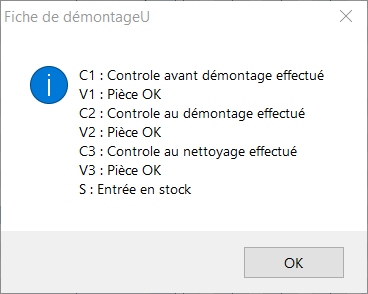 Fiche de démontageU
C1 : Controle avant démontage effectué
V1 : Pièce OK
C2 : Controle au démontage effectué
V2 : Pièce OK
C3 : Controle au nettoyage effectué
V3 : Pièce OK
S : Entrée en stock
OK